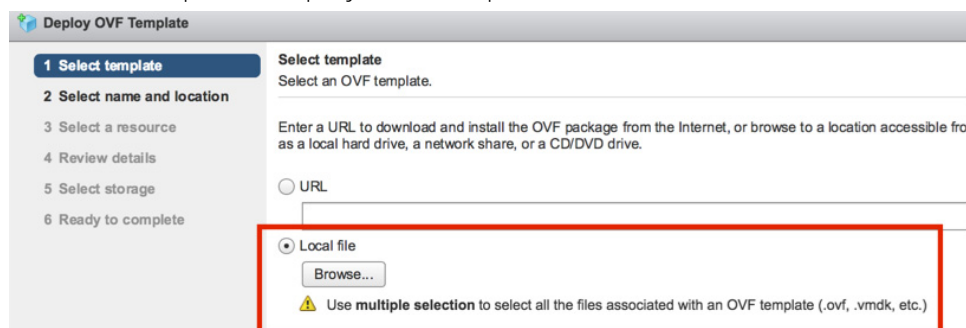 Deploy OVF Template
1 Select template
2 Select name and location
3 Select a resource
4 Review details
5 Select storage
6 Ready to complete
Select template
Select an OVF template.
Enter a URL to download and install the OVF package from the Internet, or browse to a location accessible fro
as a local hard drive, a network share, or a CD/DVD drive.
URL
Local file
Browse...
Use multiple selection to select all the files associated with an OVF template (.ovf, .vmdk, etc.)